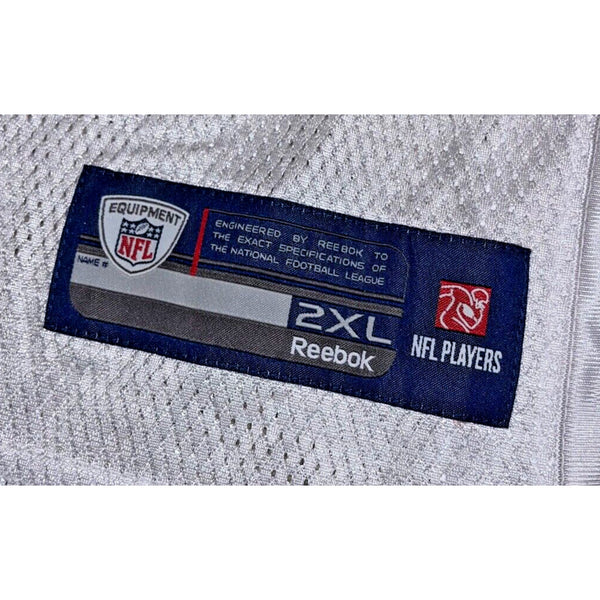 EQUIPMENT
NFL
ENGINEERED BY REEBOK TO
THE EXACT SPECIFICATIONS OF
THE NATIONAL FOOTBALL LEAGUE
NAME #
2XL
Reebok
NFL PLAYERS